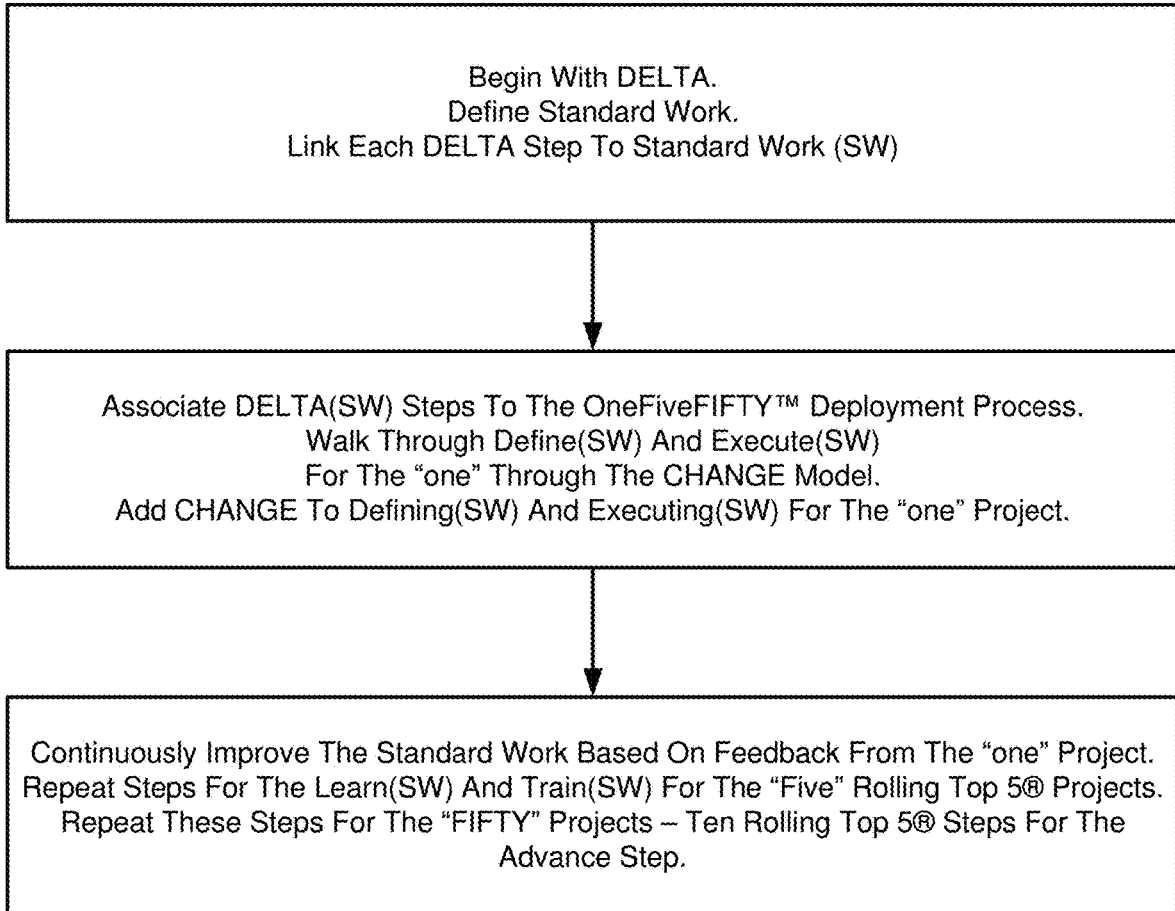 Begin With DELTA.
Define Standard Work.
Link Each DELTA Step To Standard Work (SW)
Associate DELTA(SW) Steps To The OneFiveFIFTY™ Deployment Process.
Walk Through Define(SW) And Execute(SW)
For The “one” Through The CHANGE Model.
Add CHANGE To Defining(SW) And Executing(SW) For The “one” Project.
Continuously Improve The Standard Work Based On Feedback From The “one” Project.
Repeat Steps For The Learn(SW) And Train(SW) For The “Five” Rolling Top 5® Projects.
Repeat These Steps For The “FIFTY” Projects – Ten Rolling Top 5® Steps For The
Advance Step.